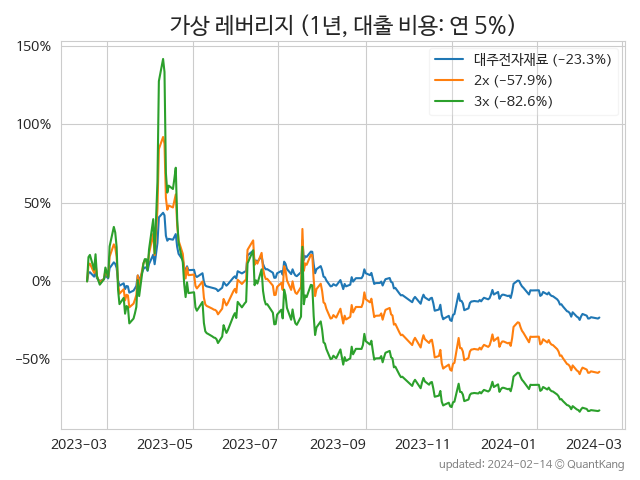 가상 레버리지 (1년, 대출 비용: 연 5%)
150%
100%
50%
0%
−50%
대주전자재료 (−23.3%)
2x (−57.9%)
3x (−82.6%)
2023-03
2023-05
2023-07
2023-09
2023-11
2024-01
2024-03
updated: 2024-02-14 © QuantKang